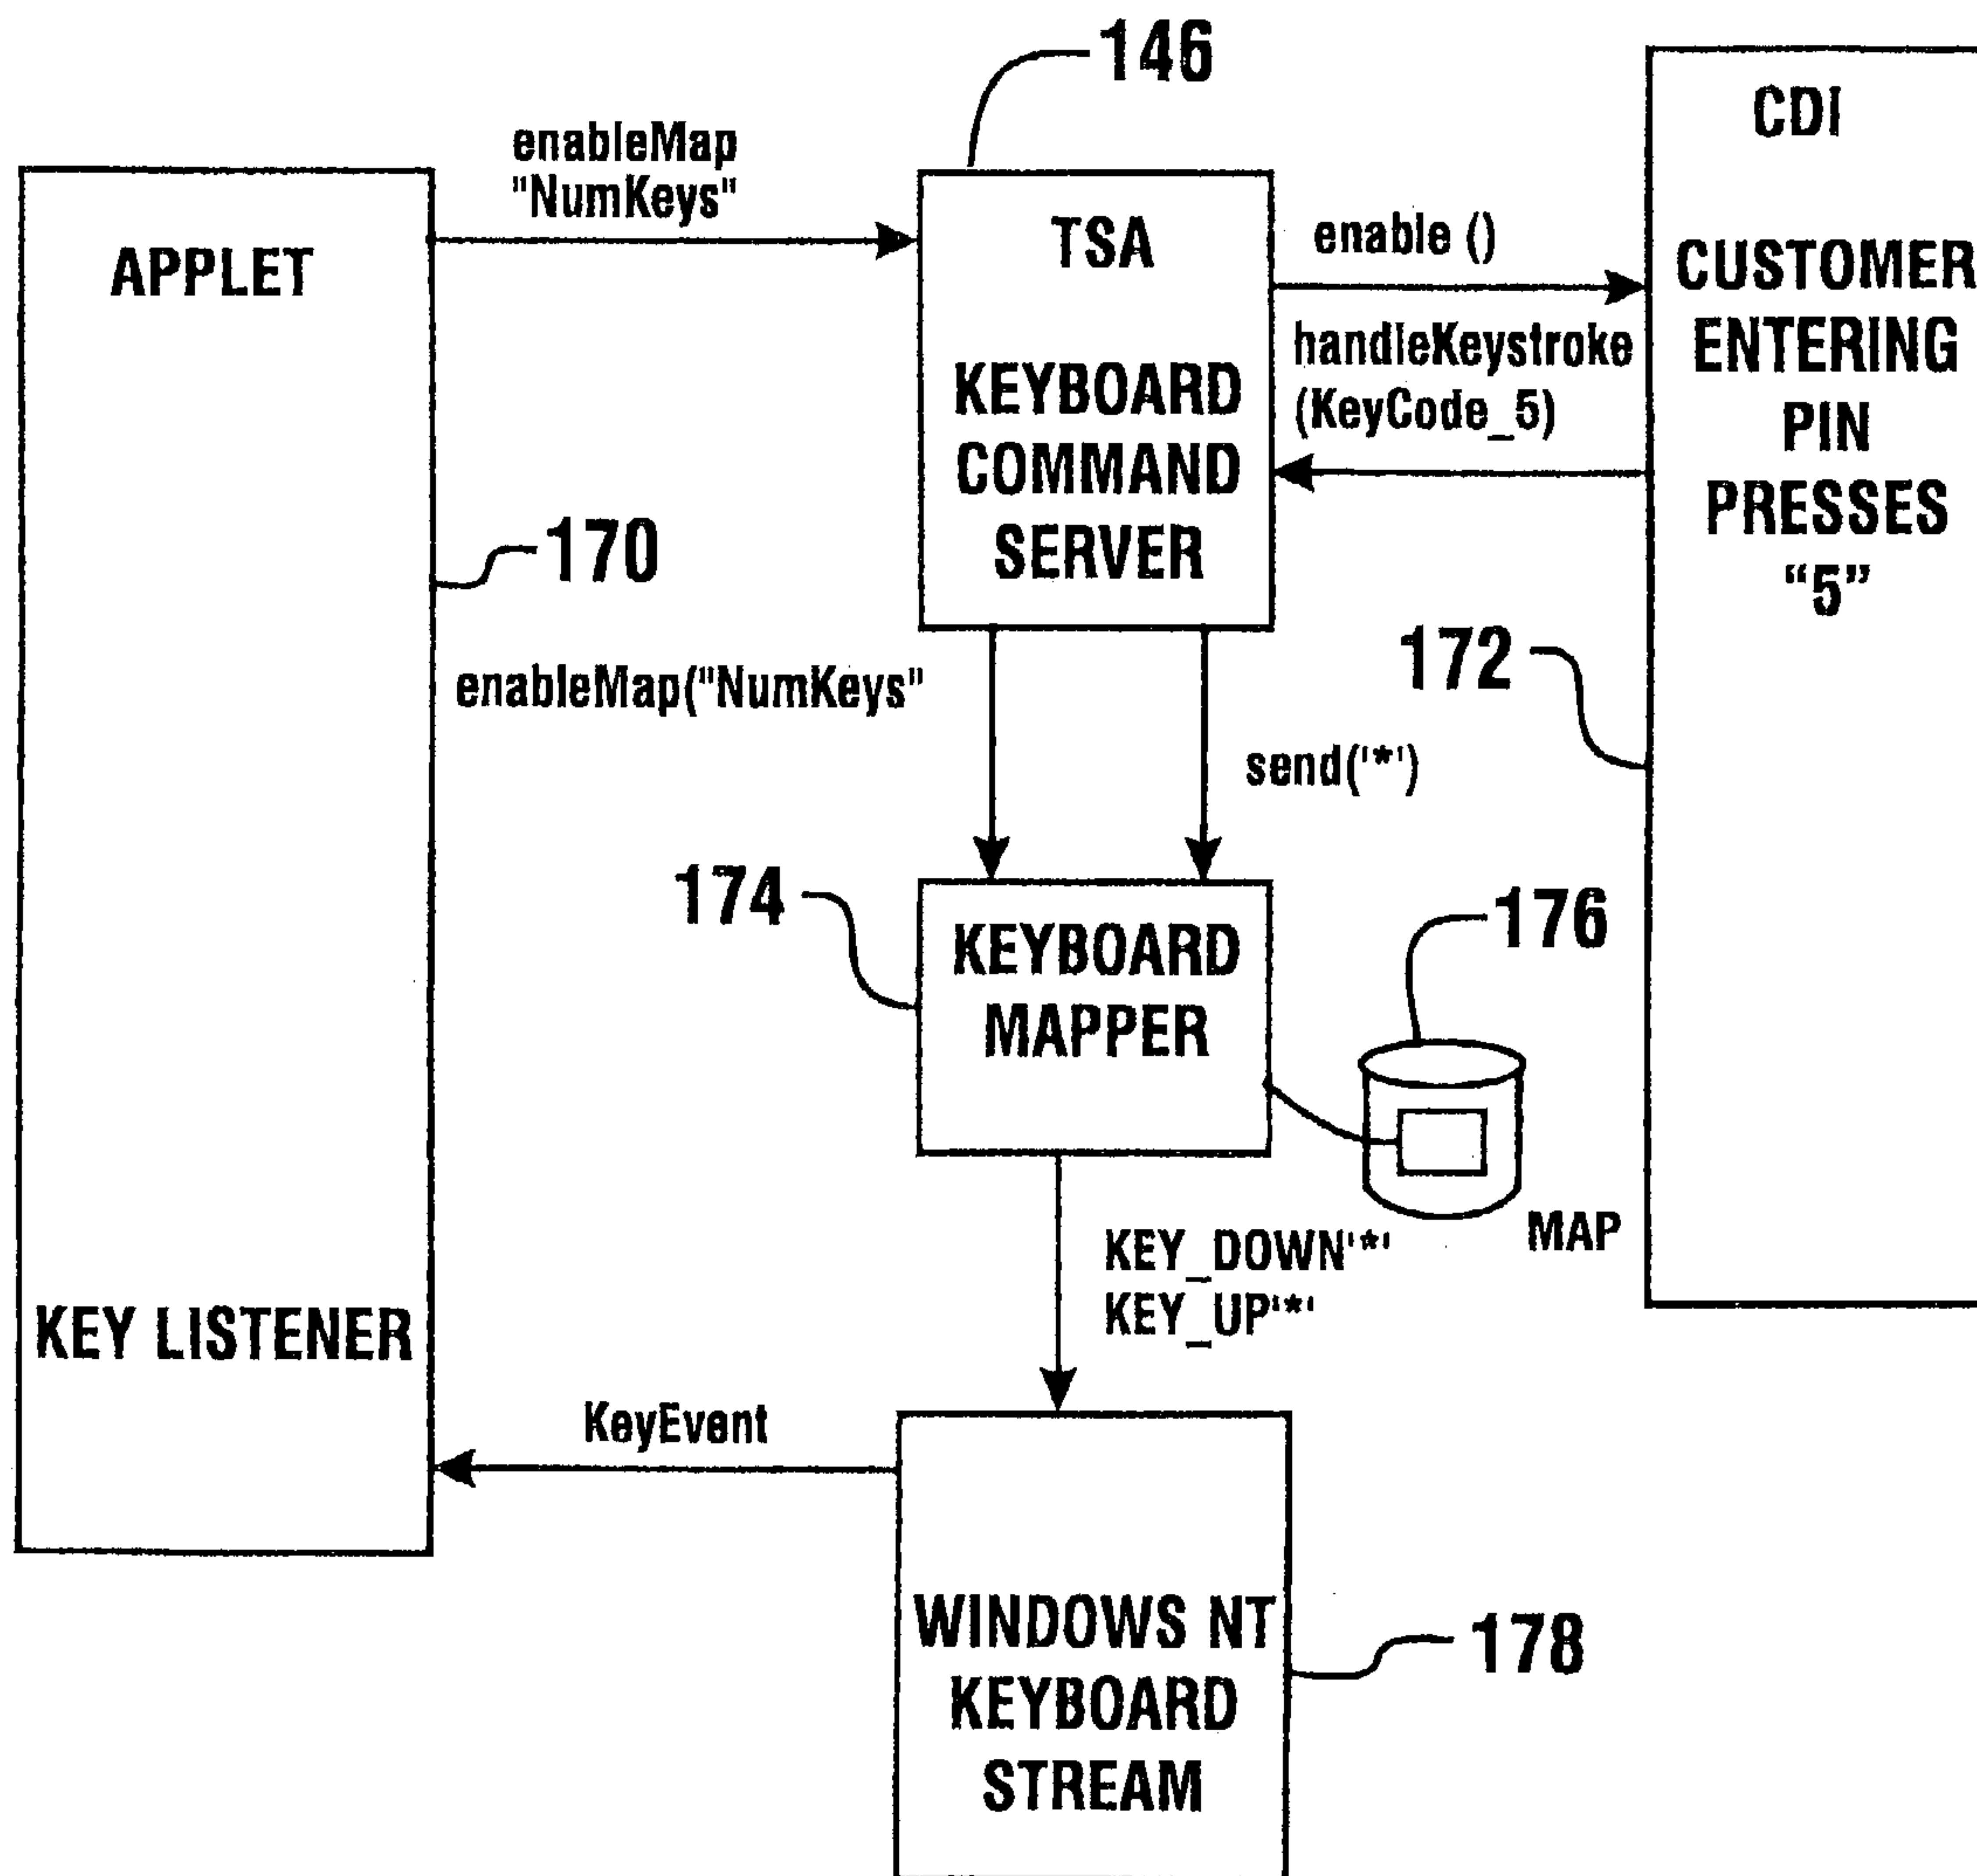 146
CDI
enableMap
"NumKeys"
APPLET
TSA
enable ()
CUSTOMER
ENTERING
PIN
PRESSES
“5”
handleKeystroke
(KeyCode_5)
KEYBOARD
COMMAND
SERVER
170
172
enableMap("NumKeys"
send('*')
174
KEYBOARD
MAPPER
176
MAP
KEY_DOWN'*'
KEY_UP'*'
KEY LISTENER
KeyEvent
WINDOWS NT
KEYBOARD
STREAM
178